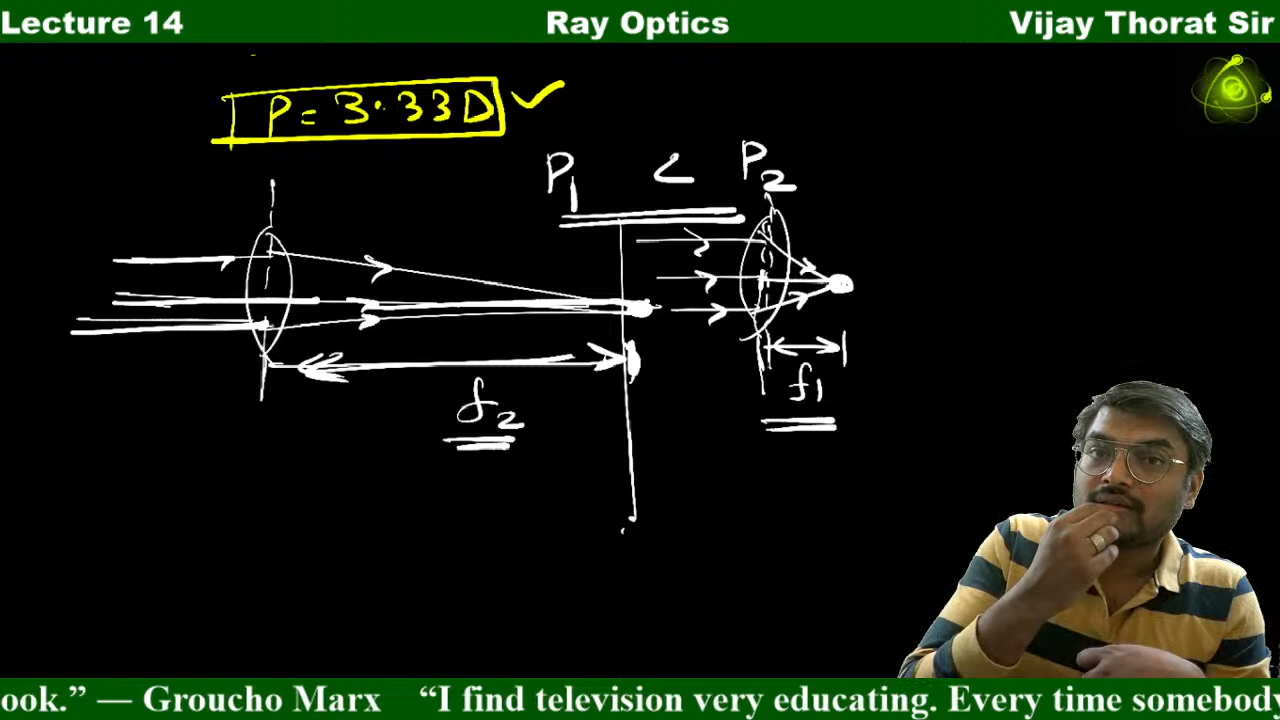 Lecture 14 Ray Optics Vijay Thorat Sir
P = 3.33 D
P1 < P2
f2
f1
ook.” — Groucho Marx “I find television very educating. Every time somebody